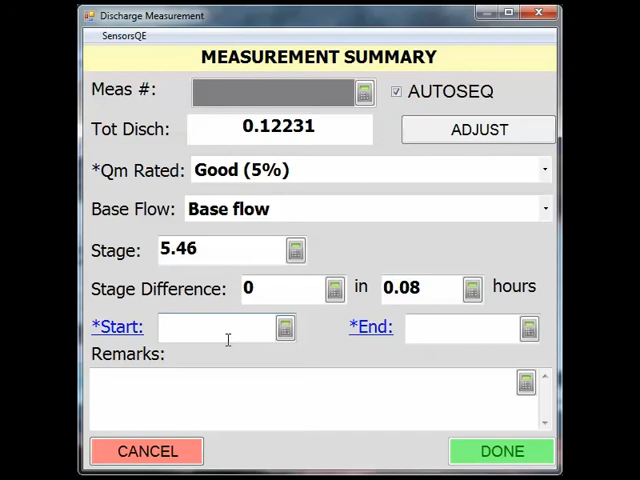 Discharge Measurement
SensorsQE
MEASUREMENT SUMMARY
Meas #:
AUTOSEQ
Tot Disch: 0.12231
ADJUST
*Qm Rated: Good (5%)
Base Flow: Base flow
Stage: 5.46
Stage Difference: 0 in 0.08 hours
*Start: *End:
Remarks:
CANCEL DONE